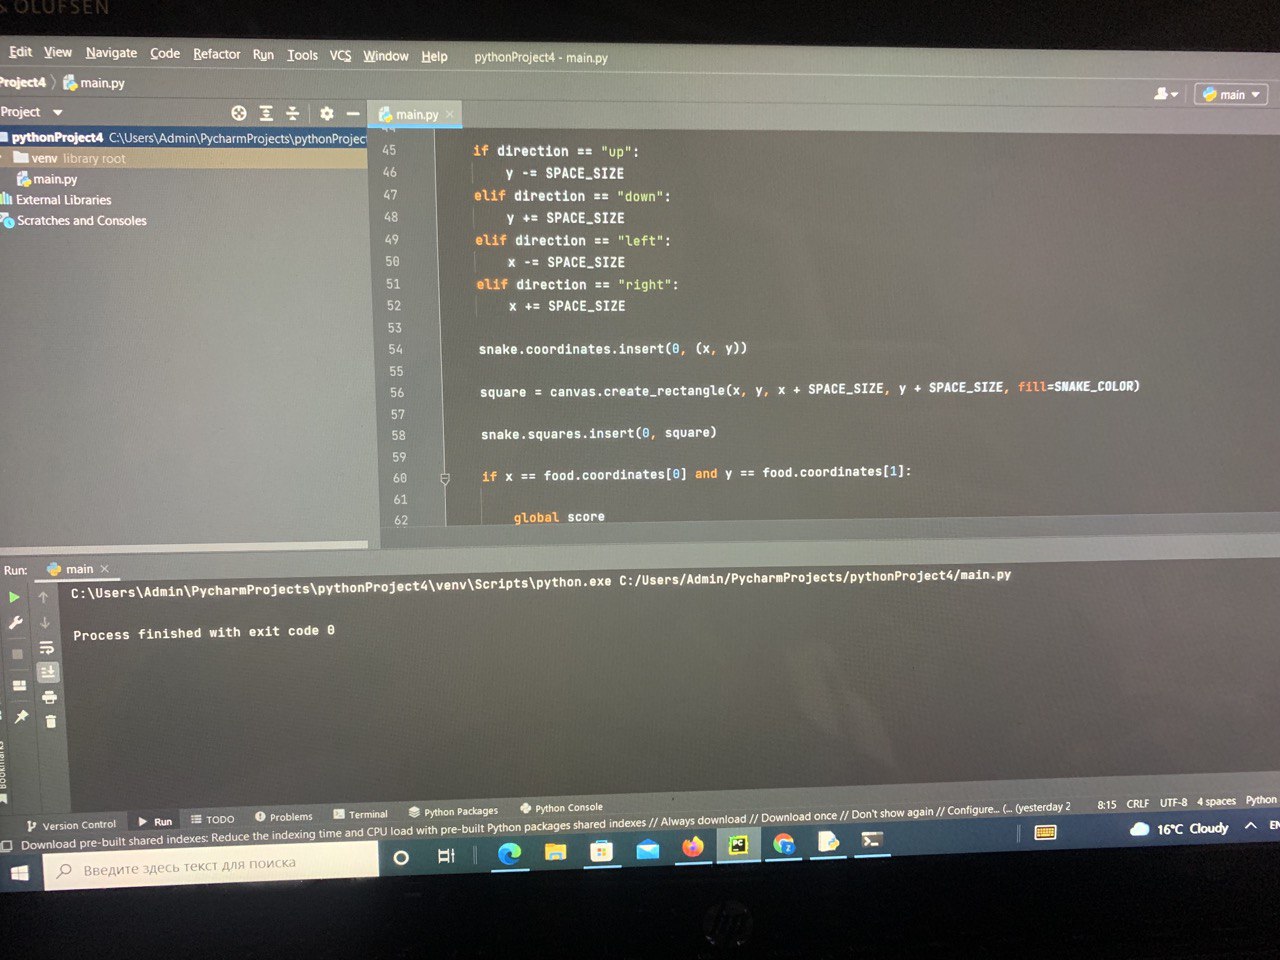 & OLUFSEN
Edit View Navigate Code Refactor Run Tools VCS Window Help pythonProject4 - main.py
Project4 main.py
main
Project
main.py
pythonProject4 C:\Users\Admin\PycharmProjects\pythonProjec
venv library root
main.py
External Libraries
Scratches and Consoles
45 if direction == "up":
46 y -= SPACE_SIZE
47 elif direction == "down":
48 y += SPACE_SIZE
49 elif direction == "left":
50 x -= SPACE_SIZE
51 elif direction == "right":
52 x += SPACE_SIZE
53
54 snake.coordinates.insert(0, (x, y))
55
56 square = canvas.create_rectangle(x, y, x + SPACE_SIZE, y + SPACE_SIZE, fill=SNAKE_COLOR)
57
58 snake.squares.insert(0, square)
59
60 if x == food.coordinates[0] and y == food.coordinates[1]:
61
62 global score
Run: main
C:\Users\Admin\PycharmProjects\pythonProject4\venv\Scripts\python.exe C:/Users/Admin/PycharmProjects/pythonProject4/main.py
Process finished with exit code 0
Bookmarks
Version Control Run TODO Problems Terminal Python Packages Python Console
Download pre-built shared indexes: Reduce the indexing time and CPU load with pre-built Python packages shared indexes // Always download // Download once // Don't show again // Configure... (... (yesterday 2 8:15 CRLF UTF-8 4 spaces Python
Введите здесь текст для поиска
PC
Z
16°C Cloudy
EN
hp